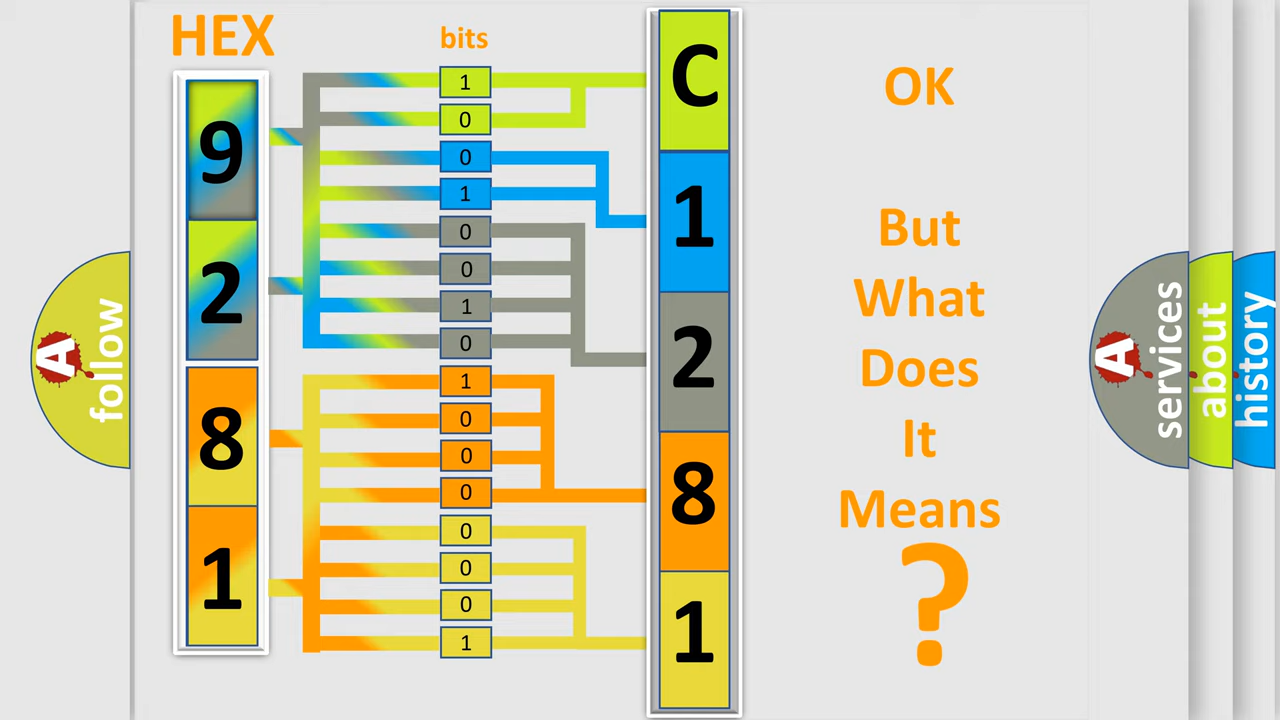 HEX
bits
9
2
8
1
1
0
0
1
0
0
1
0
1
0
0
0
0
0
0
1
C
1
2
8
1
OK
But
What
Does
It
Means
?
A
follow
A
services
about
history